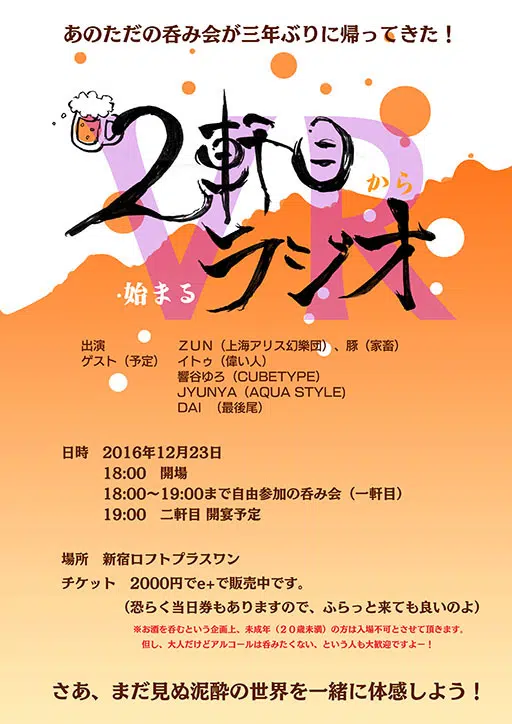 あのただの呑み会が三年ぶりに帰ってきた！
VR
2軒目
から
始まる
ラジオ
出演　ＺＵＮ（上海アリス幻樂団）、豚（家畜）
ゲスト（予定）　イトゥ（偉い人）
響谷ゆろ（CUBETYPE）
JYUNYA（AQUA STYLE)
DAI　（最後尾）
日時　2016年12月23日
18:00　開場
18:00〜19:00まで自由参加の呑み会（一軒目）
19:00　二軒目 開宴予定
場所　新宿ロフトプラスワン
チケット　2000円でe+で販売中です。
（恐らく当日券もありますので、ふらっと来ても良いのよ）
※お酒を呑むという企画上、未成年（２０歳未満）の方は入場不可とさせて頂きます。
但し、大人だけどアルコールは呑みたくない、という人も大歓迎ですよー！
さあ、まだ見ぬ泥酔の世界を一緒に体感しよう！